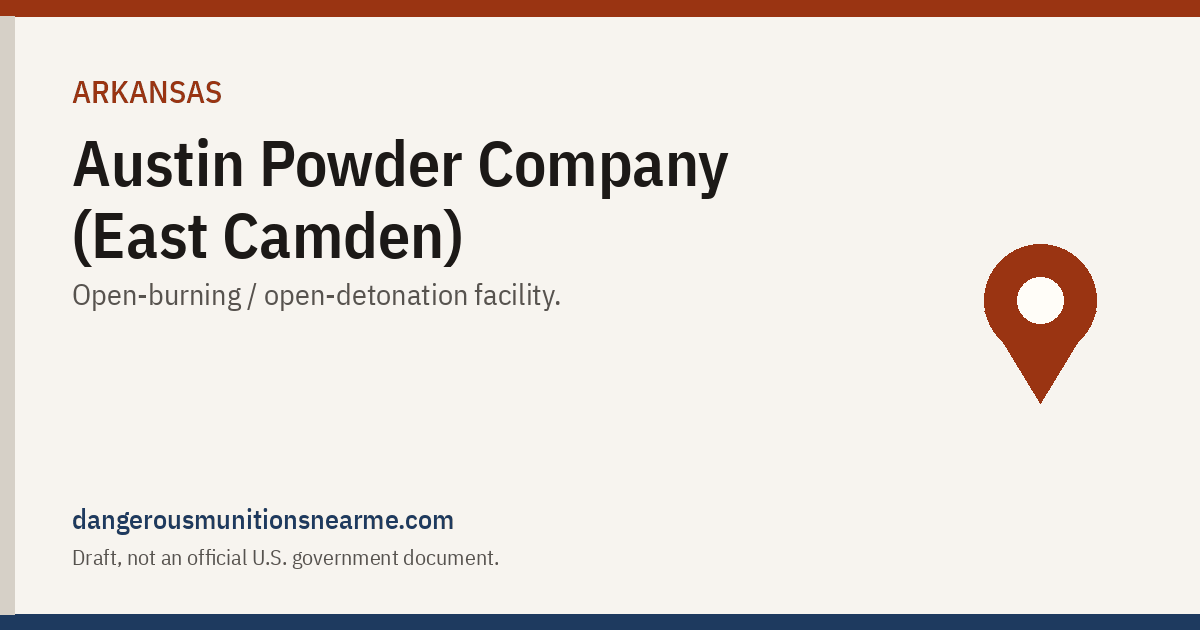 ARKANSAS
Austin Powder Company
(East Camden)
Open-burning / open-detonation facility.
dangerousmunitionsnearme.com
Draft, not an official U.S. government document.